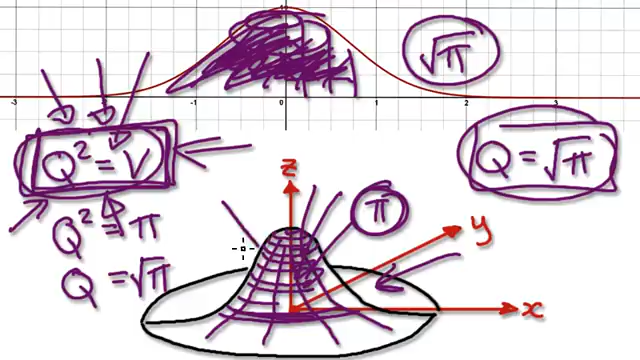 √π
-3 -2 -1 0 1 2 3
Q² = V
Q = √π
Q² = π
Q = √π
z
π
y
x